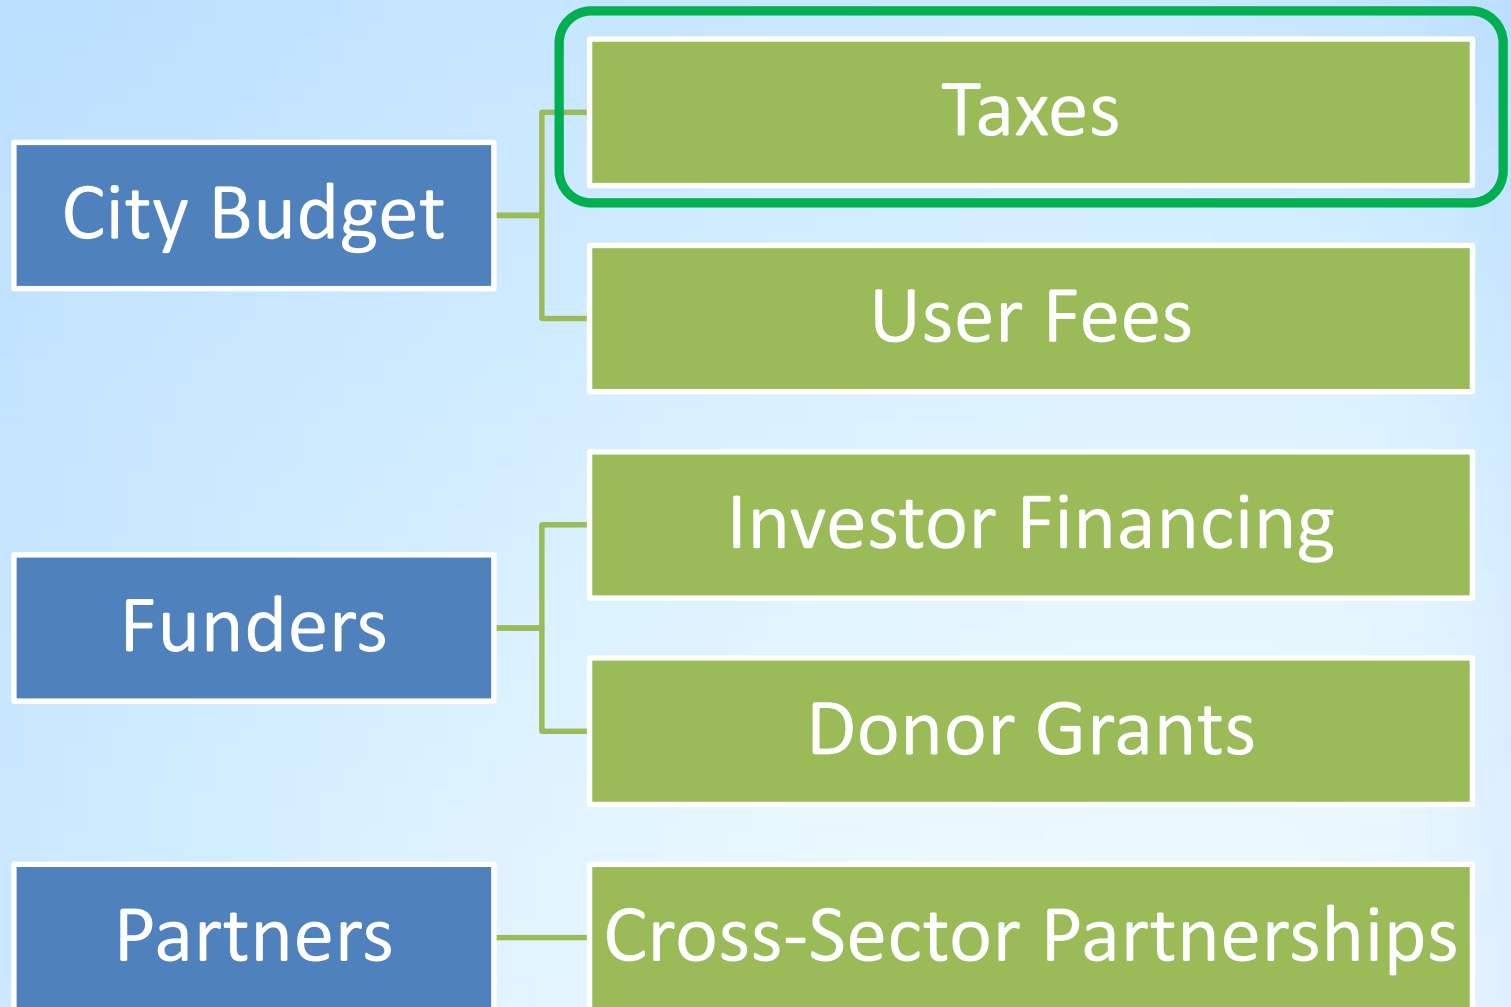 City Budget
Taxes
User Fees
Funders
Investor Financing
Donor Grants
Partners
Cross-Sector Partnerships